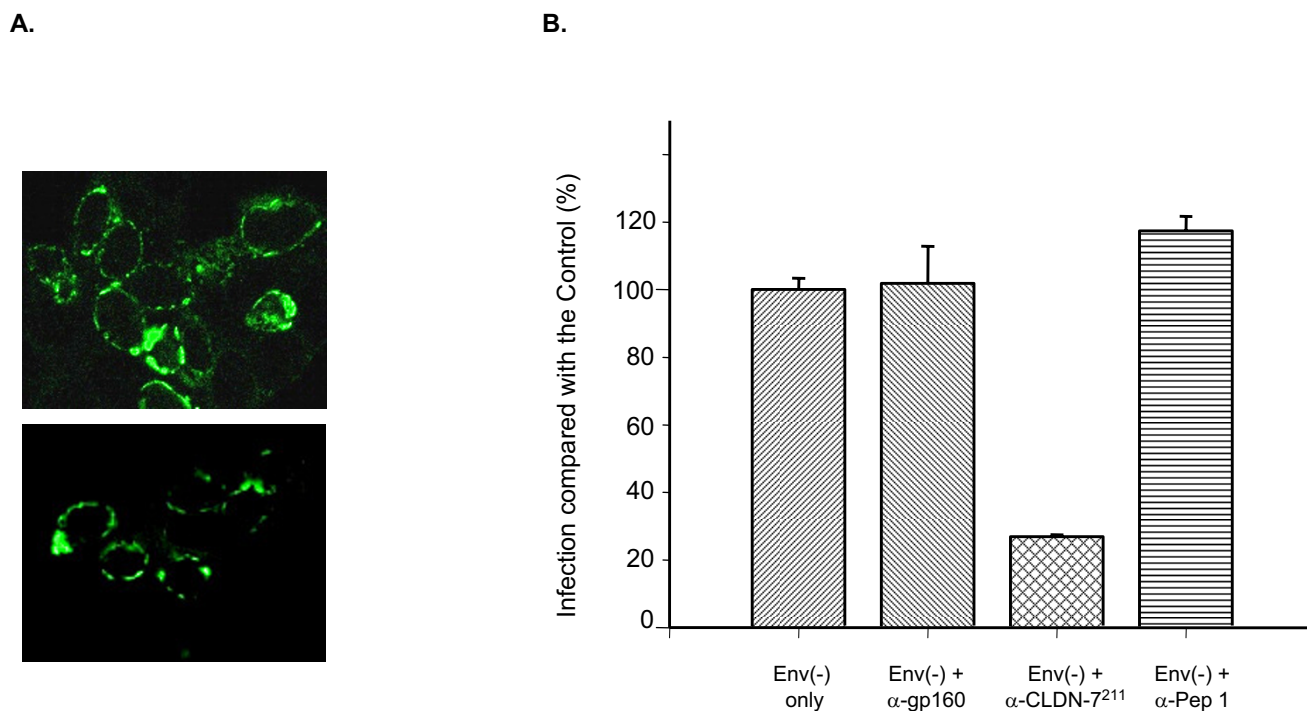 A.
B.
Infection compared with the Control (%)
120
100
80
60
40
20
0
Env(-)
only
Env(-) +
α-gp160
Env(-) +
α-CLDN-7²¹¹
Env(-) +
α-Pep 1